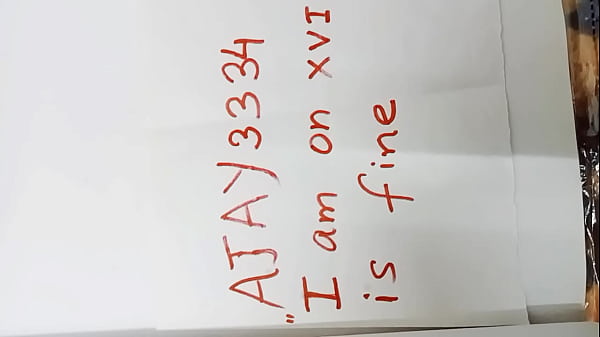 AJAY3334
"I am on XVI
is fine